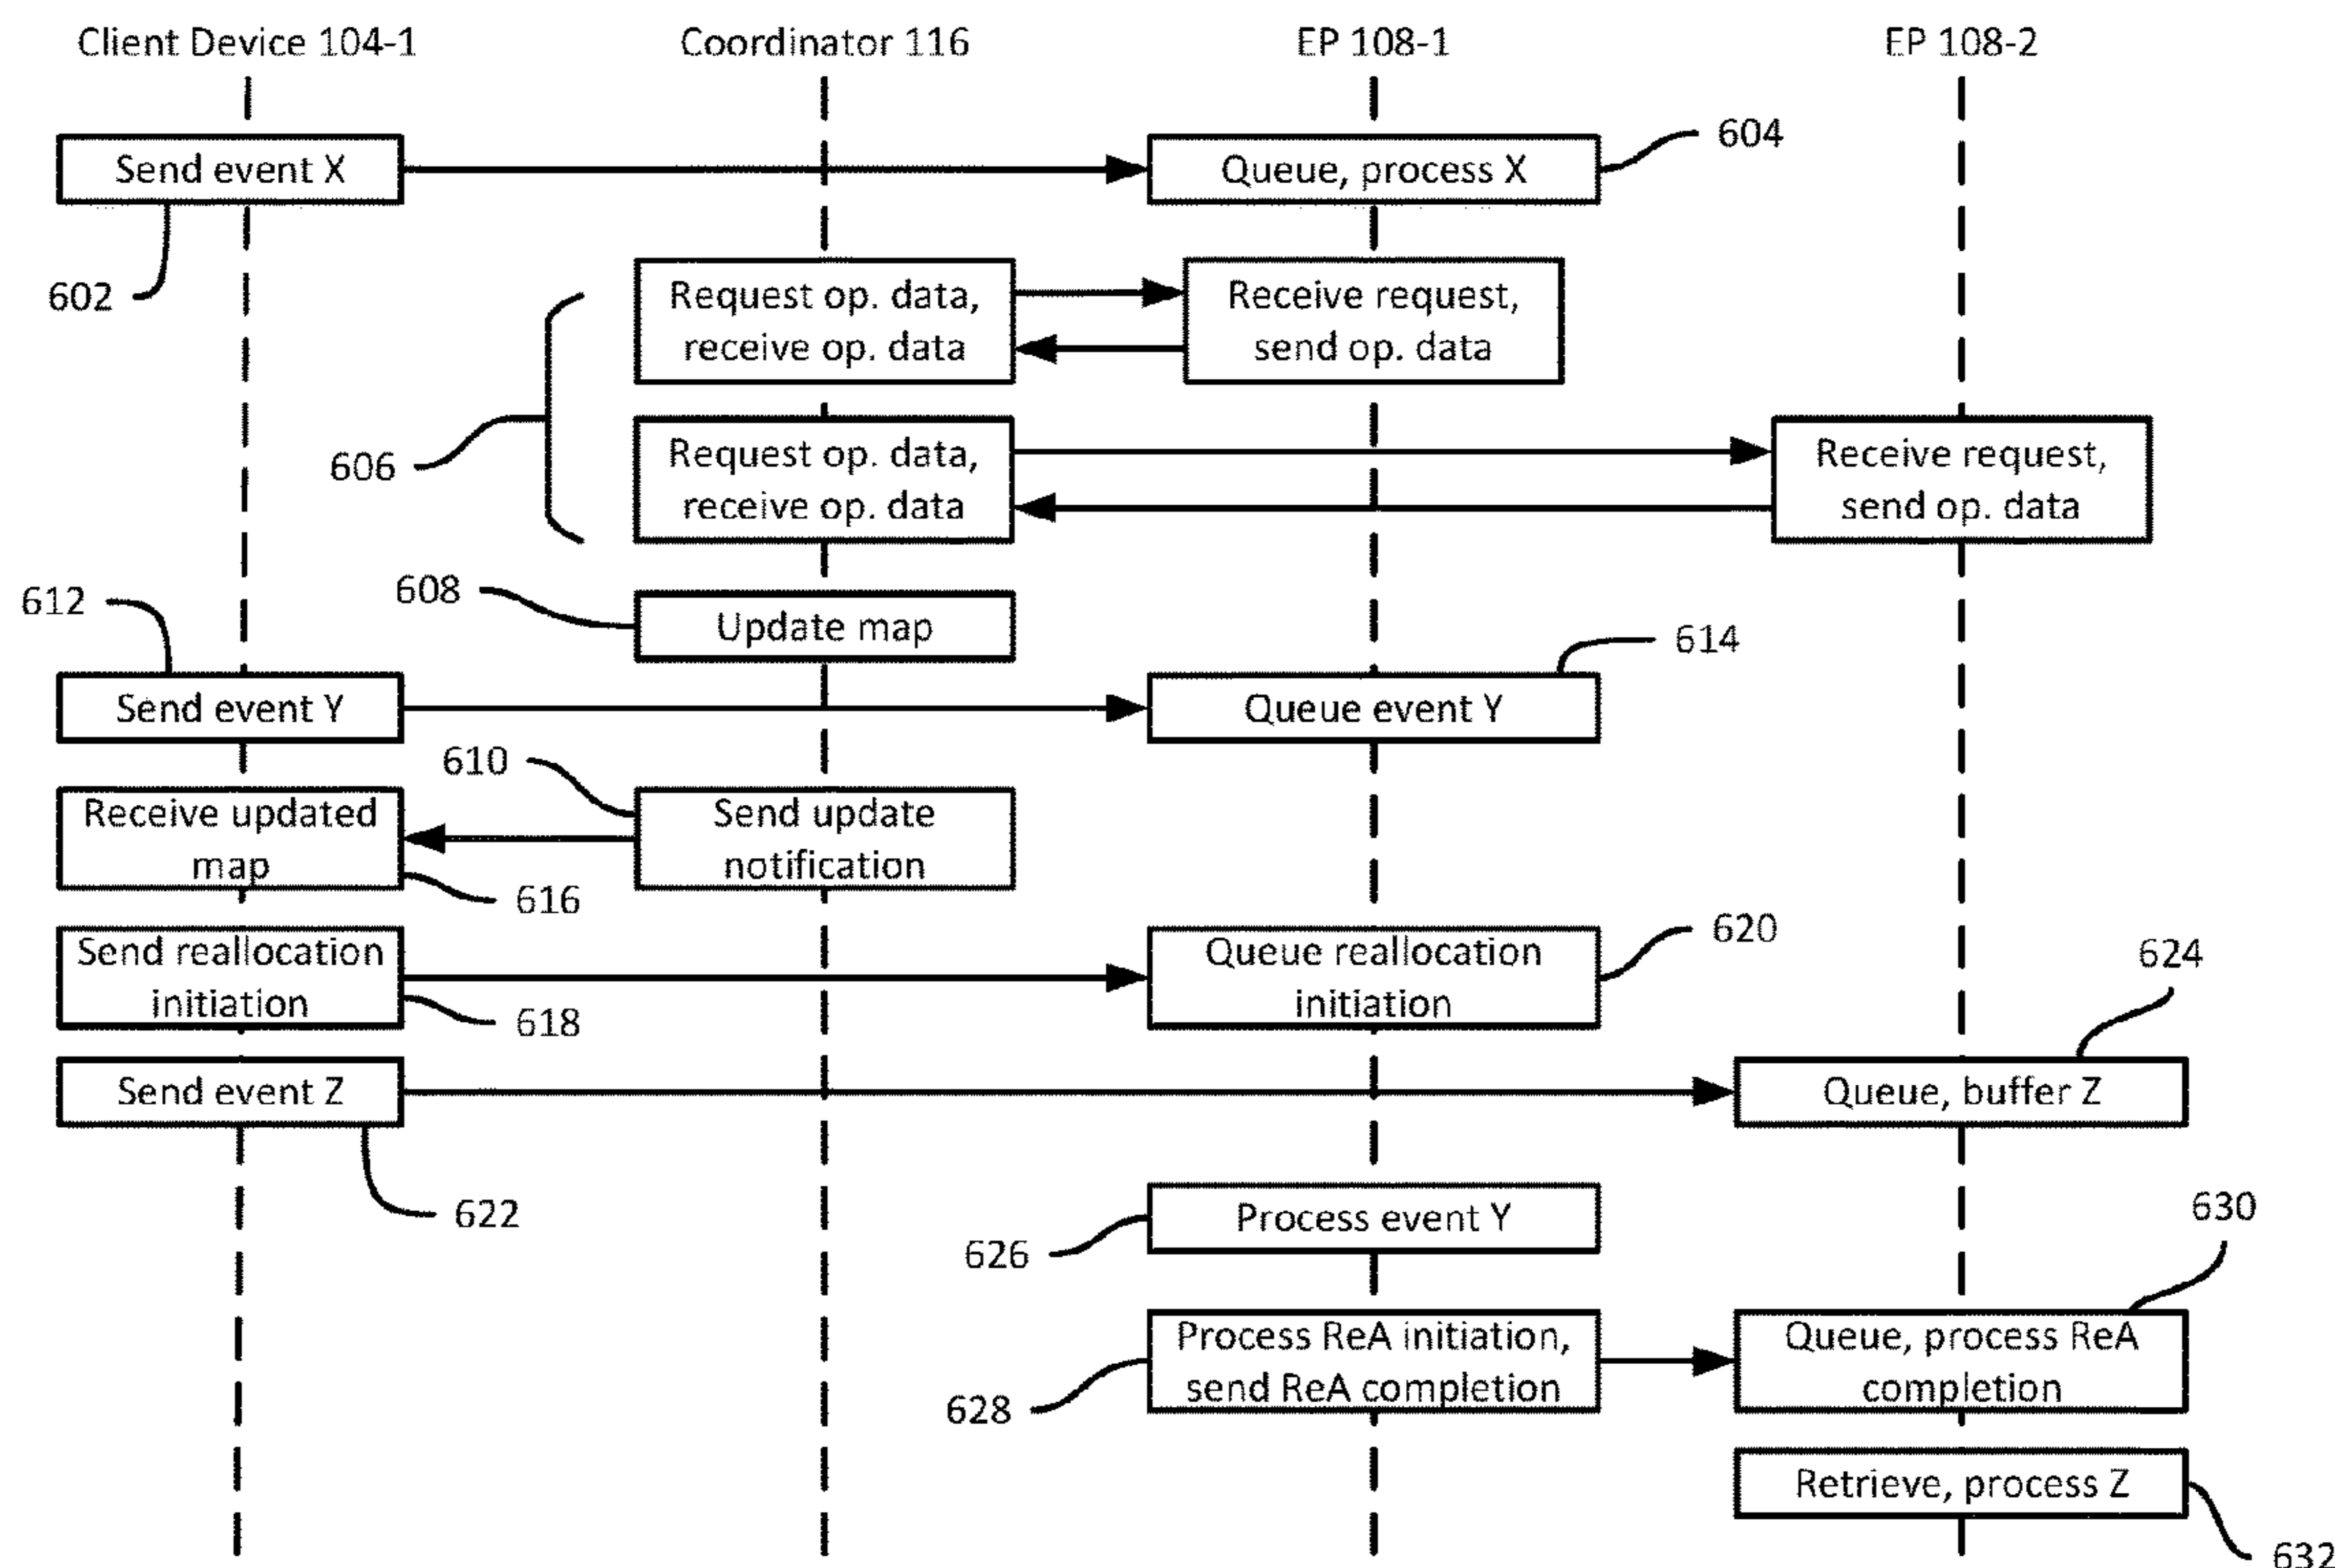 Client Device 104-1
Coordinator 116
EP 108-1
EP 108-2
Send event X
Queue, process X
604
602
Request op. data,
receive op. data
Receive request,
send op. data
606
Request op. data,
receive op. data
Receive request,
send op. data
608
Update map
612
Send event Y
Queue event Y
614
610
Receive updated
map
616
Send update
notification
Send reallocation
initiation
618
Queue reallocation
initiation
620
624
Send event Z
Queue, buffer Z
622
Process event Y
626
630
Process ReA initiation,
send ReA completion
628
Queue, process ReA
completion
Retrieve, process Z
632